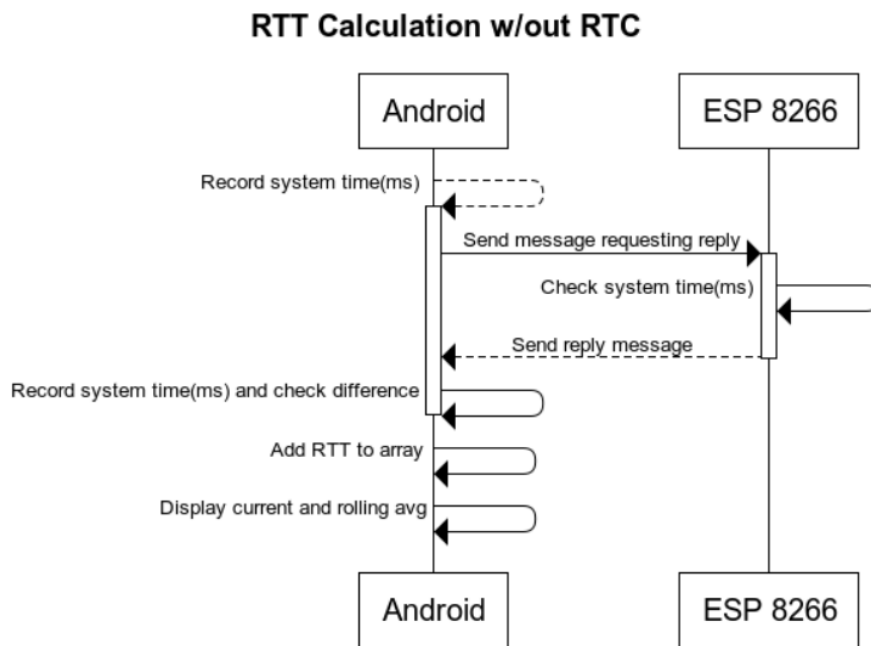 RTT Calculation w/out RTC
Android
ESP 8266
Record system time(ms)
Send message requesting reply
Check system time(ms)
Send reply message
Record system time(ms) and check difference
Add RTT to array
Display current and rolling avg
Android
ESP 8266